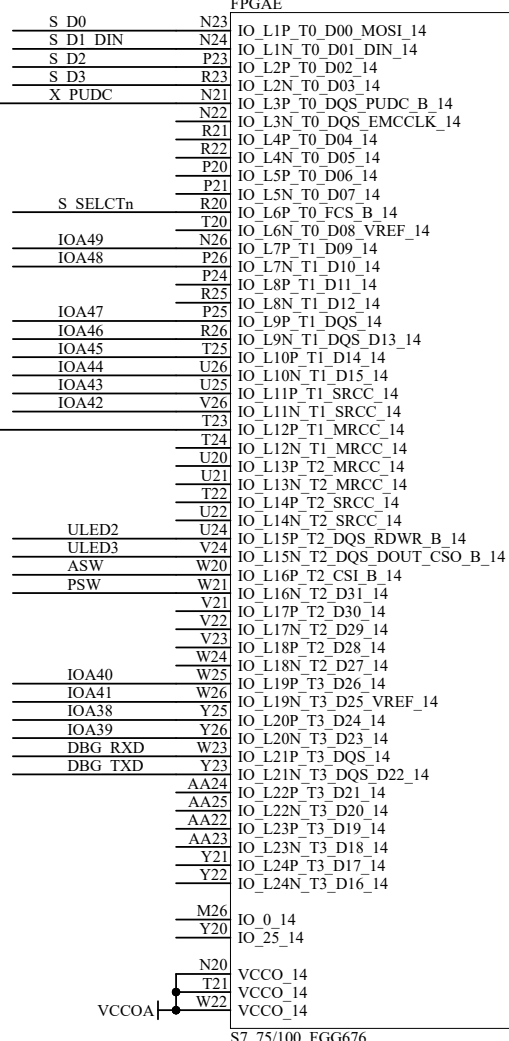 FPGAE
S_D0 N23 IO_L1P_T0_D00_MOSI_14
S_D1_DIN N24 IO_L1N_T0_D01_DIN_14
S_D2 P23 IO_L2P_T0_D02_14
S_D3 R23 IO_L2N_T0_D03_14
X_PUDC N21 IO_L3P_T0_DQS_PUDC_B_14
N22 IO_L3N_T0_DQS_EMCCLK_14
R21 IO_L4P_T0_D04_14
R22 IO_L4N_T0_D05_14
P20 IO_L5P_T0_D06_14
P21 IO_L5N_T0_D07_14
S_SELCTn R20 IO_L6P_T0_FCS_B_14
T20 IO_L6N_T0_D08_VREF_14
IOA49 N26 IO_L7P_T1_D09_14
IOA48 P26 IO_L7N_T1_D10_14
P24 IO_L8P_T1_D11_14
R25 IO_L8N_T1_D12_14
IOA47 P25 IO_L9P_T1_DQS_14
IOA46 R26 IO_L9N_T1_DQS_D13_14
IOA45 T25 IO_L10P_T1_D14_14
IOA44 U26 IO_L10N_T1_D15_14
IOA43 U25 IO_L11P_T1_SRCC_14
IOA42 V26 IO_L11N_T1_SRCC_14
T23 IO_L12P_T1_MRCC_14
T24 IO_L12N_T1_MRCC_14
U20 IO_L13P_T2_MRCC_14
U21 IO_L13N_T2_MRCC_14
T22 IO_L14P_T2_SRCC_14
U22 IO_L14N_T2_SRCC_14
ULED2 U24 IO_L15P_T2_DQS_RDWR_B_14
ULED3 V24 IO_L15N_T2_DQS_DOUT_CSO_B_14
ASW W20 IO_L16P_T2_CSI_B_14
PSW W21 IO_L16N_T2_D31_14
V21 IO_L17P_T2_D30_14
V22 IO_L17N_T2_D29_14
V23 IO_L18P_T2_D28_14
W24 IO_L18N_T2_D27_14
IOA40 W25 IO_L19P_T3_D26_14
IOA41 W26 IO_L19N_T3_D25_VREF_14
IOA38 Y25 IO_L20P_T3_D24_14
IOA39 Y26 IO_L20N_T3_D23_14
DBG_RXD W23 IO_L21P_T3_DQS_14
DBG_TXD Y23 IO_L21N_T3_DQS_D22_14
AA24 IO_L22P_T3_D21_14
AA25 IO_L22N_T3_D20_14
AA22 IO_L23P_T3_D19_14
AA23 IO_L23N_T3_D18_14
Y21 IO_L24P_T3_D17_14
Y22 IO_L24N_T3_D16_14
M26 IO_0_14
Y20 IO_25_14
N20 VCCO_14
T21 VCCO_14
VCCOA W22 VCCO_14
S7_75/100_FGG676